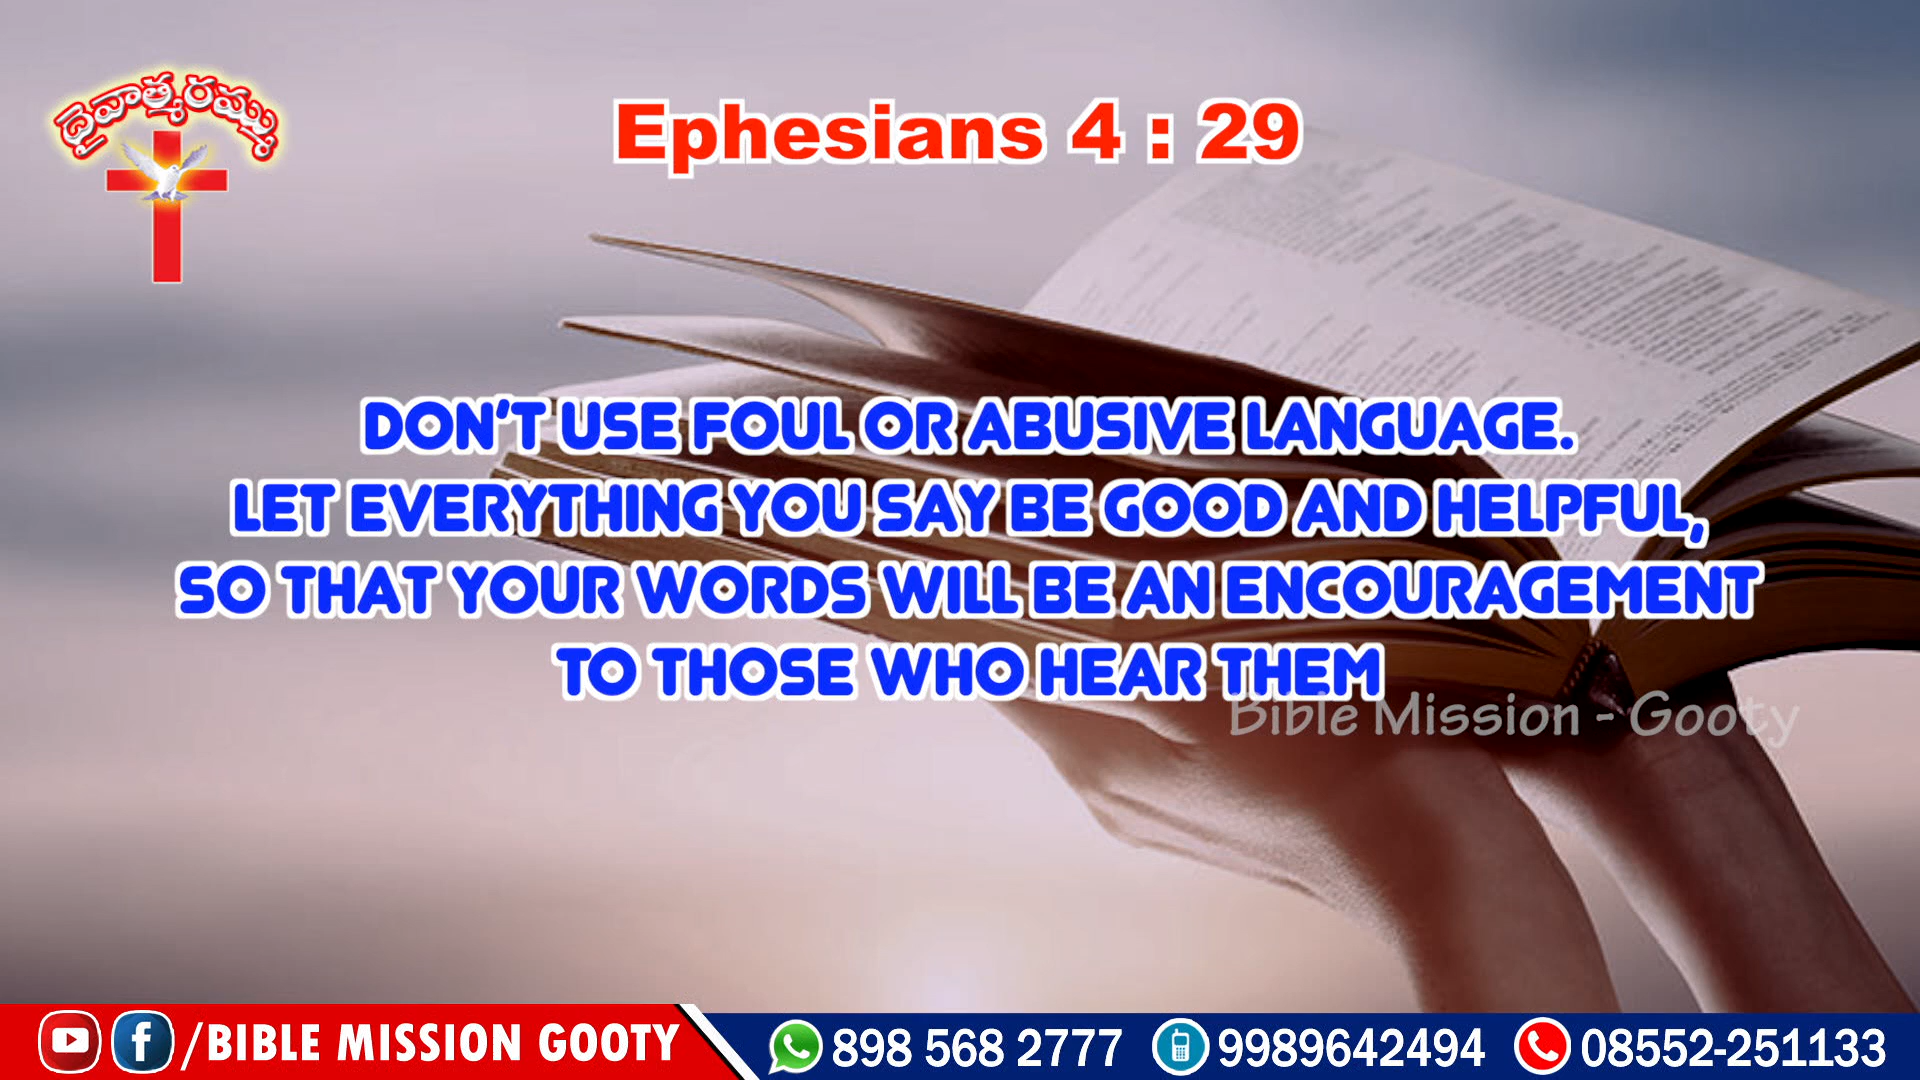 దైవాత్మరమ్ము
Ephesians 4 : 29
DON'T USE FOUL OR ABUSIVE LANGUAGE.
LET EVERYTHING YOU SAY BE GOOD AND HELPFUL,
SO THAT YOUR WORDS WILL BE AN ENCOURAGEMENT
TO THOSE WHO HEAR THEM
Bible Mission - Gooty
/BIBLE MISSION GOOTY 898 568 2777 9989642494 08552-251133